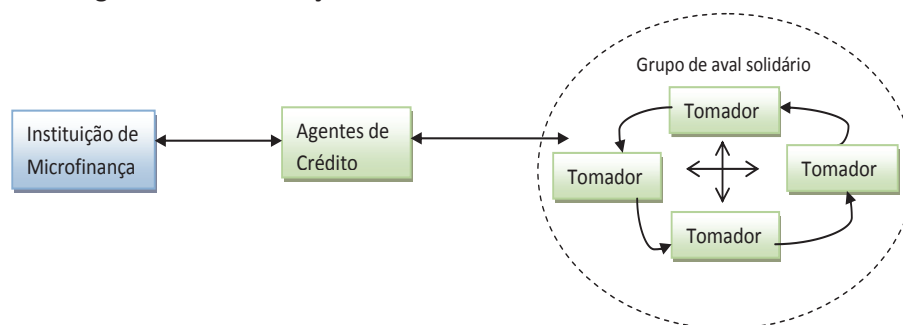 Grupo de aval solidário
Tomador
Instituição de
Microfinança
Agentes de
Crédito
Tomador
Tomador
Tomador